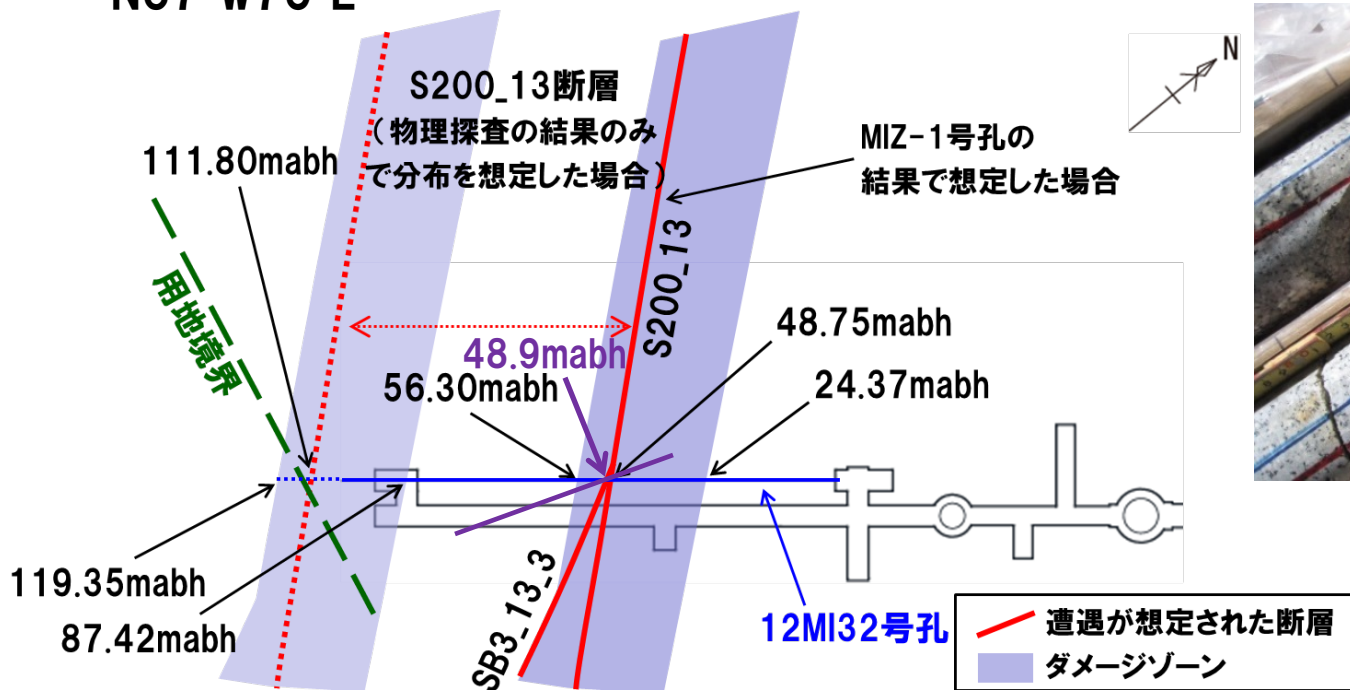 N
S200_13断層
(物理探査の結果のみ
で分布を想定した場合)
MIZ-1号孔の
結果で想定した場合
111.80mabh
用地境界
S200_13
48.9mabh
48.75mabh
56.30mabh
24.37mabh
119.35mabh
87.42mabh
SB3_13_3
12MI32号孔
遭遇が想定された断層
ダメージゾーン